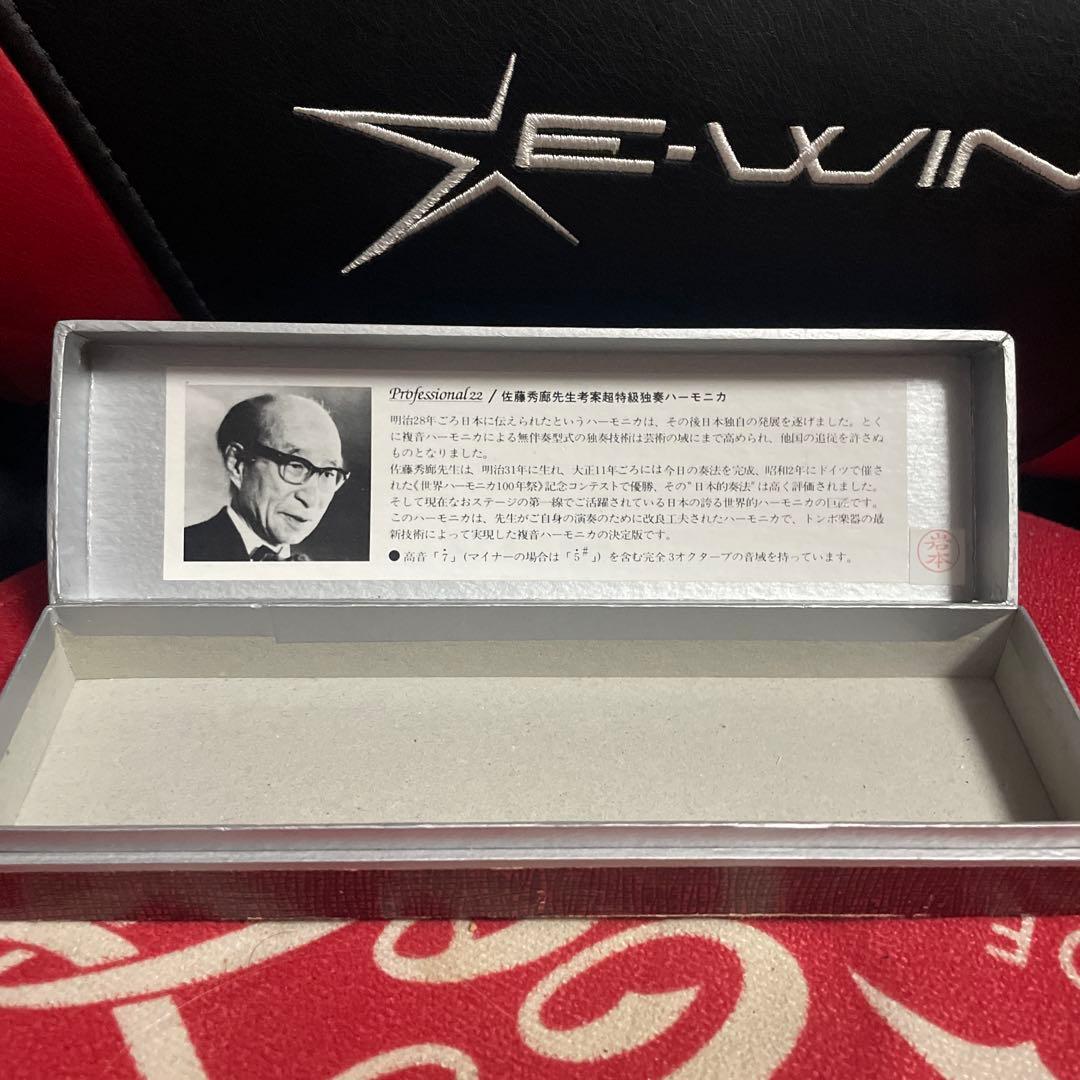 E-WIN
Professional 22 / 佐藤秀廊先生考案超特級独奏ハーモニカ
明治28年ごろ日本に伝えられたというハーモニカは、その後日本独自の発展を遂げました。とく
に複音ハーモニカによる無伴奏型式の独奏技術は芸術の域にまで高められ、他国の追従を許さぬ
ものとなりました。
佐藤秀廊先生は、明治31年に生れ、大正11年ごろには今日の奏法を完成、昭和2年にドイツで催さ
れた《世界ハーモニカ100年祭》記念コンテストで優勝、その"日本的奏法"は高く評価されました。
そして現在なおステージの第一線でご活躍されている日本の誇る世界的ハーモニカの巨匠です。
このハーモニカは、先生がご自身の演奏のために改良工夫されたハーモニカで、トンボ楽器の最
新技術によって実現した複音ハーモニカの決定版です。
●高音「7̇」(マイナーの場合は「5̇#」)を含む完全3オクターブの音域を持っています。
岩本
OF